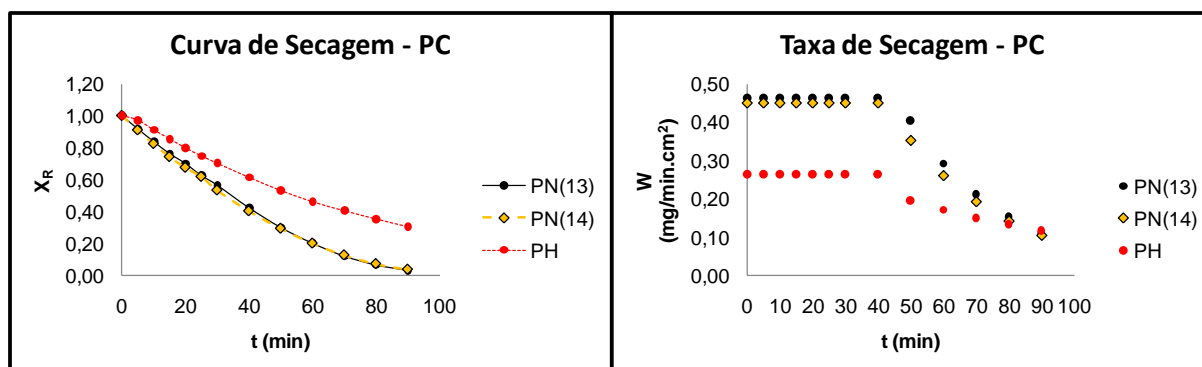 Curva de Secagem - PC
1,20
1,00
0,80
0,60
0,40
0,20
0,00
X_R
0 20 40 60 80 100
t (min)
PN(13)
PN(14)
PH
Taxa de Secagem - PC
0,50
0,40
0,30
0,20
0,10
0,00
W
(mg/min.cm²)
0 10 20 30 40 50 60 70 80 90 100
t (min)
PN(13)
PN(14)
PH